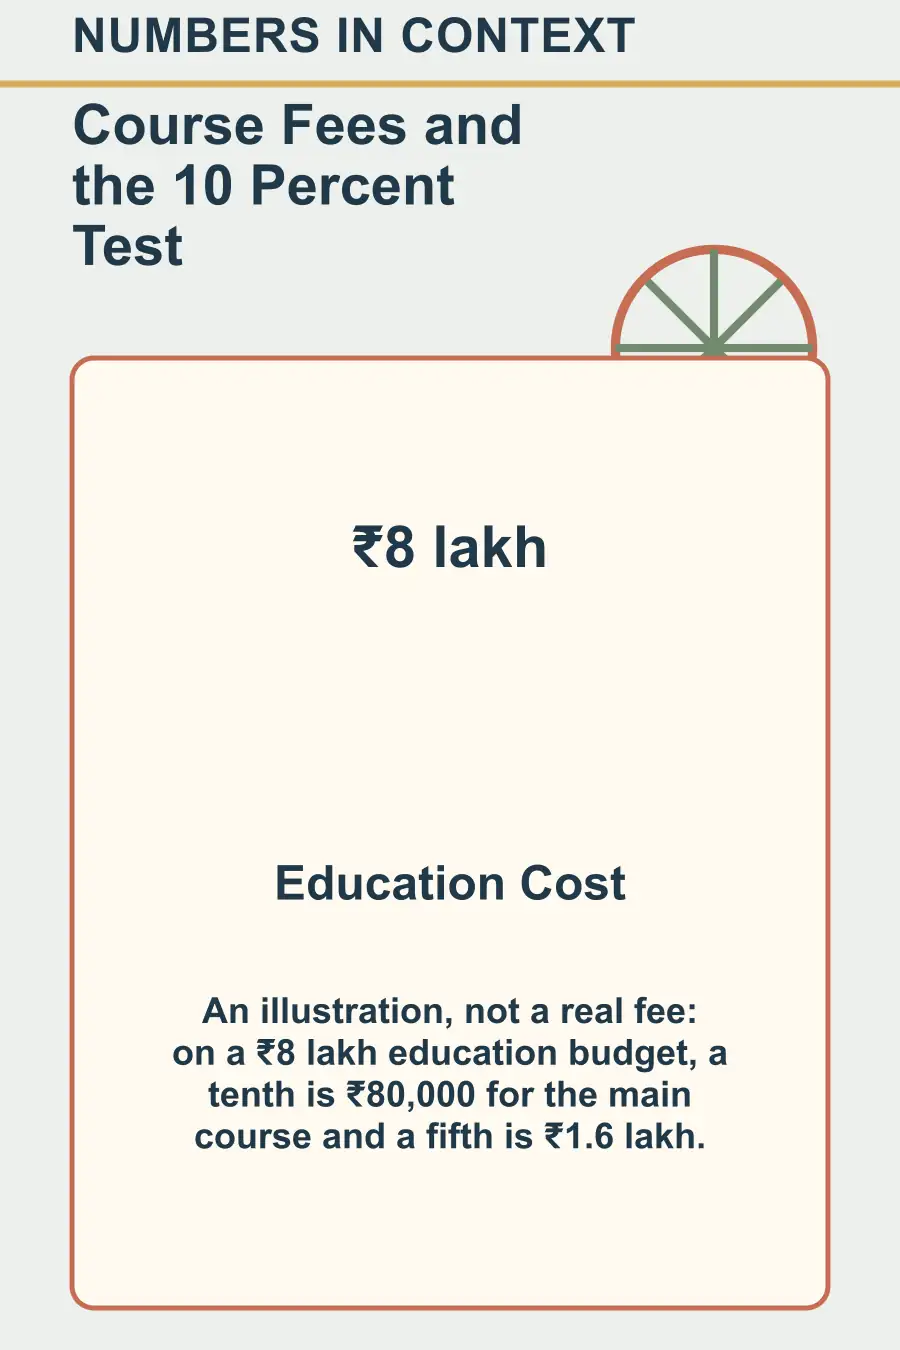 NUMBERS IN CONTEXT
Course Fees and
the 10 Percent
Test
₹8 lakh
Education Cost
An illustration, not a real fee:
on a ₹8 lakh education budget, a
tenth is ₹80,000 for the main
course and a fifth is ₹1.6 lakh.